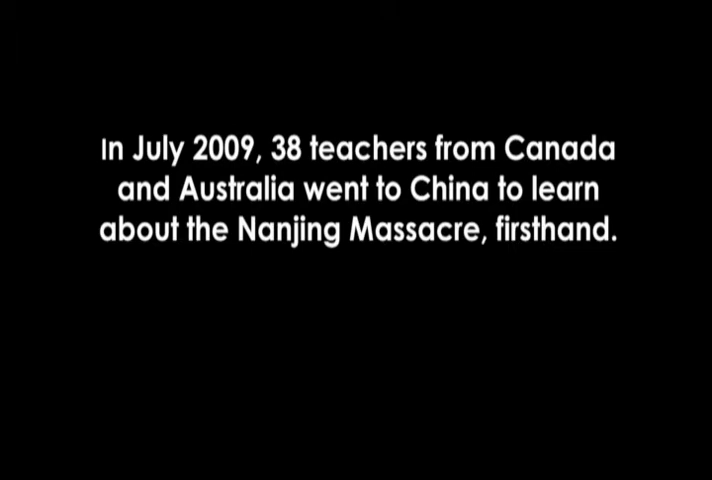 In July 2009, 38 teachers from Canada
and Australia went to China to learn
about the Nanjing Massacre, firsthand.